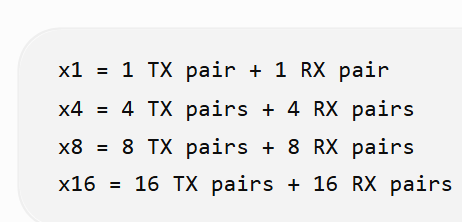 x1 = 1 TX pair + 1 RX pair
x4 = 4 TX pairs + 4 RX pairs
x8 = 8 TX pairs + 8 RX pairs
x16 = 16 TX pairs + 16 RX pairs